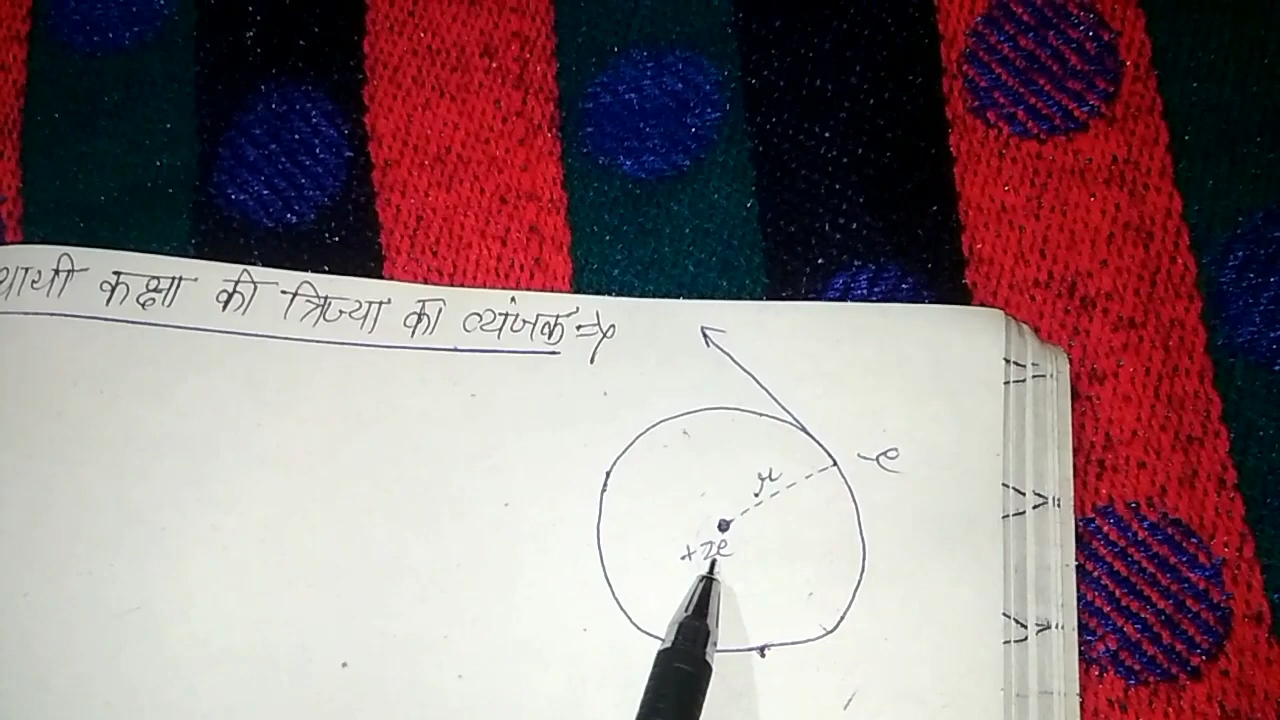 थायी कक्षा की त्रिज्या का व्यंजक ⇒
-e
r
+ze